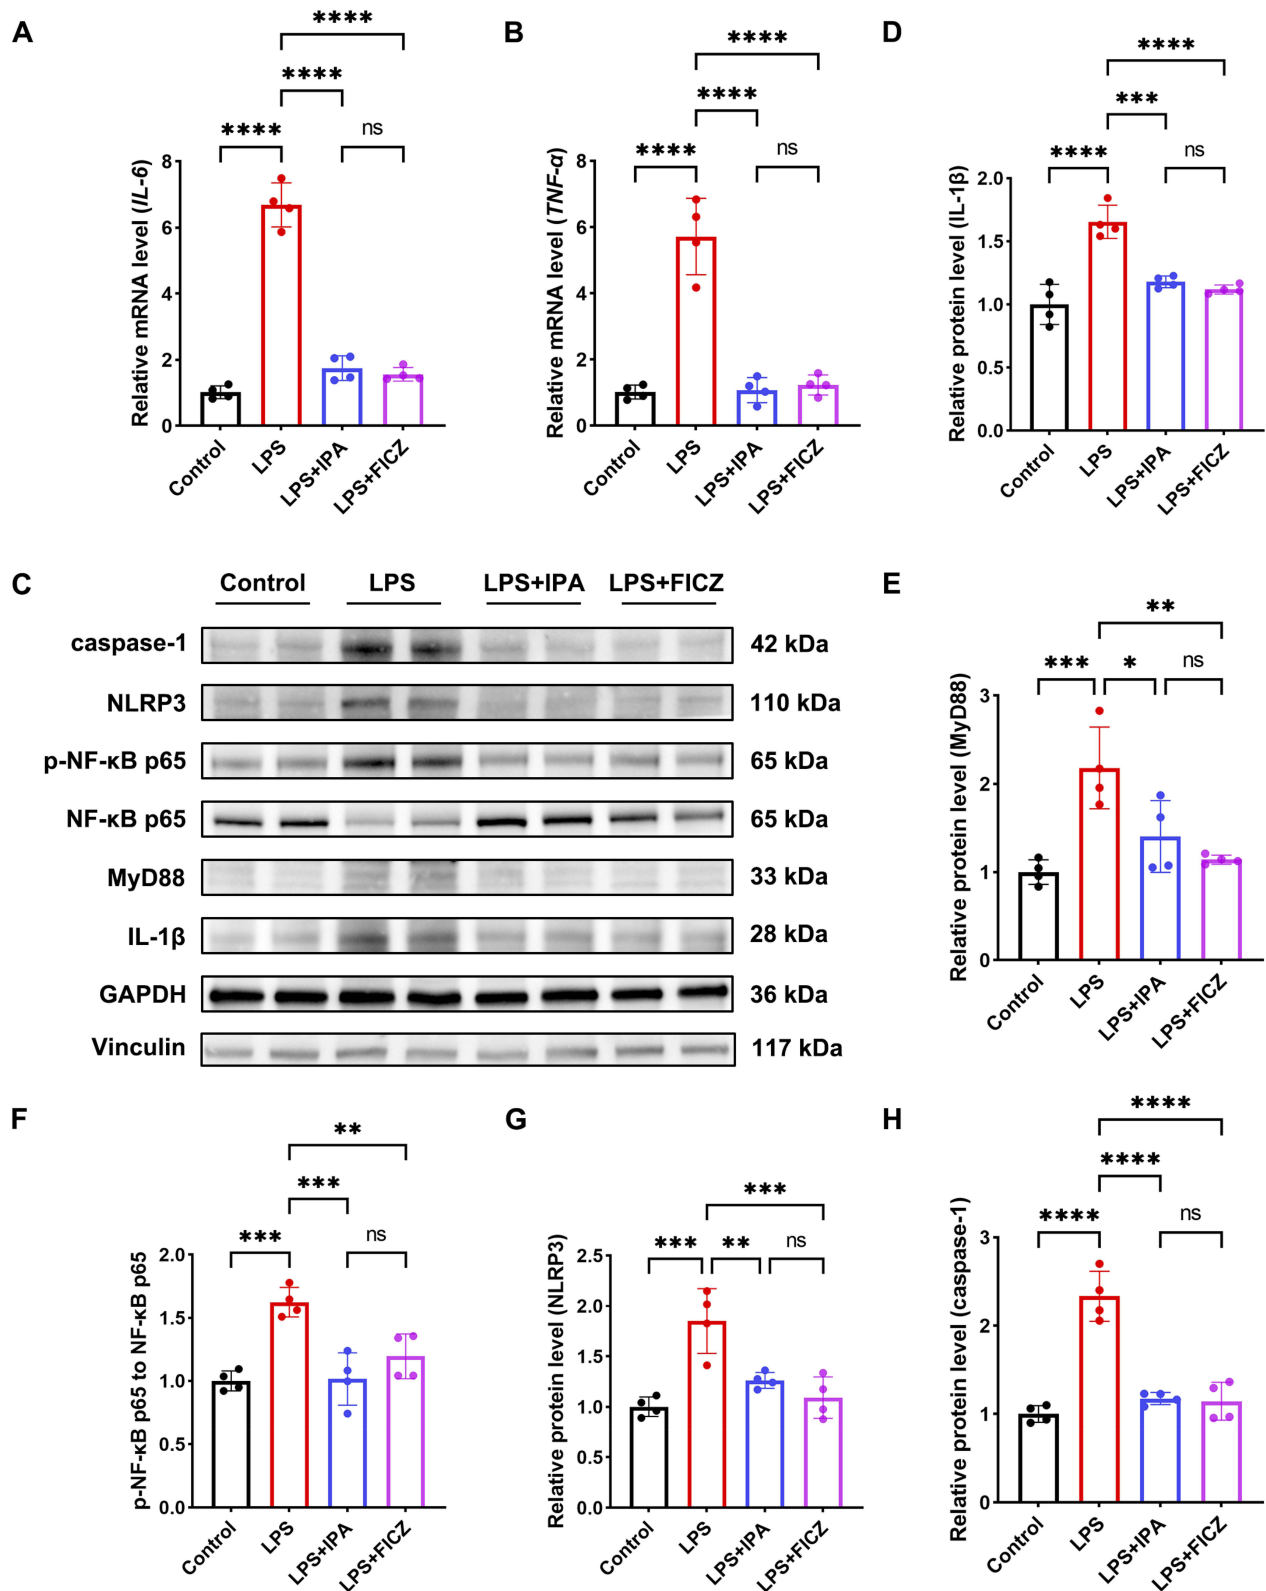 A
****
****
**** ns
Relative mRNA level (IL-6)
8
6
4
2
0
Control
LPS
LPS+IPA
LPS+FICZ
B
****
****
**** ns
Relative mRNA level (TNF-α)
8
6
4
2
0
Control
LPS
LPS+IPA
LPS+FICZ
D
****
***
**** ns
Relative protein level (IL-1β)
2.0
1.5
1.0
0.5
0.0
Control
LPS
LPS+IPA
LPS+FICZ
C
Control LPS LPS+IPA LPS+FICZ
caspase-1 42 kDa
NLRP3 110 kDa
p-NF-κB p65 65 kDa
NF-κB p65 65 kDa
MyD88 33 kDa
IL-1β 28 kDa
GAPDH 36 kDa
Vinculin 117 kDa
E
**
*** * ns
Relative protein level (MyD88)
3
2
1
0
Control
LPS
LPS+IPA
LPS+FICZ
F
**
***
*** ns
p-NF-κB p65 to NF-κB p65
2.0
1.5
1.0
0.5
0.0
Control
LPS
LPS+IPA
LPS+FICZ
G
***
*** ** ns
Relative protein level (NLRP3)
2.5
2.0
1.5
1.0
0.5
0.0
Control
LPS
LPS+IPA
LPS+FICZ
H
****
****
**** ns
Relative protein level (caspase-1)
3
2
1
0
Control
LPS
LPS+IPA
LPS+FICZ